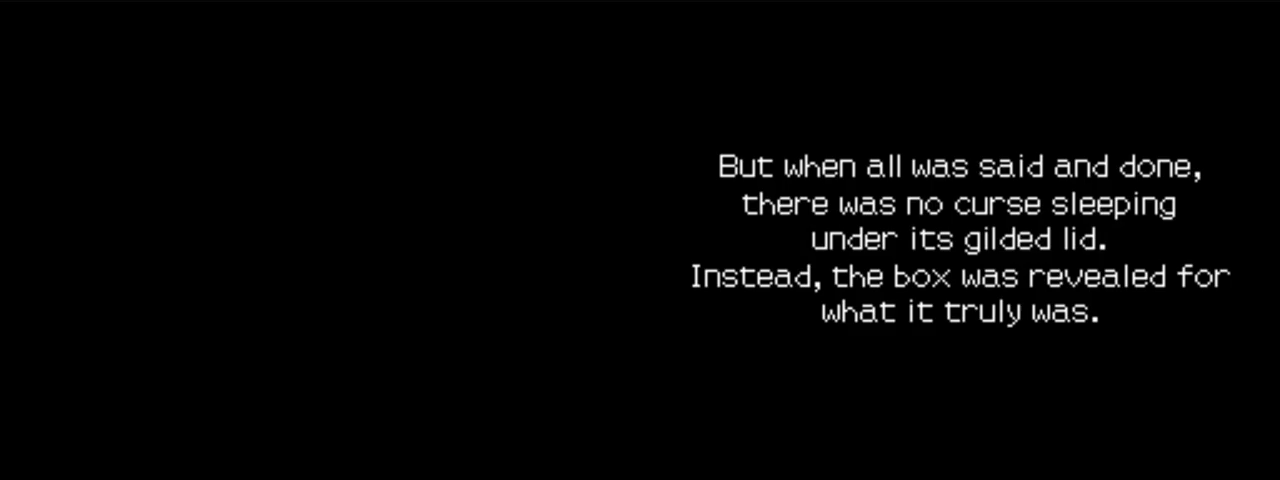 But when all was said and done,
there was no curse sleeping
under its gilded lid.
Instead, the box was revealed for
what it truly was.